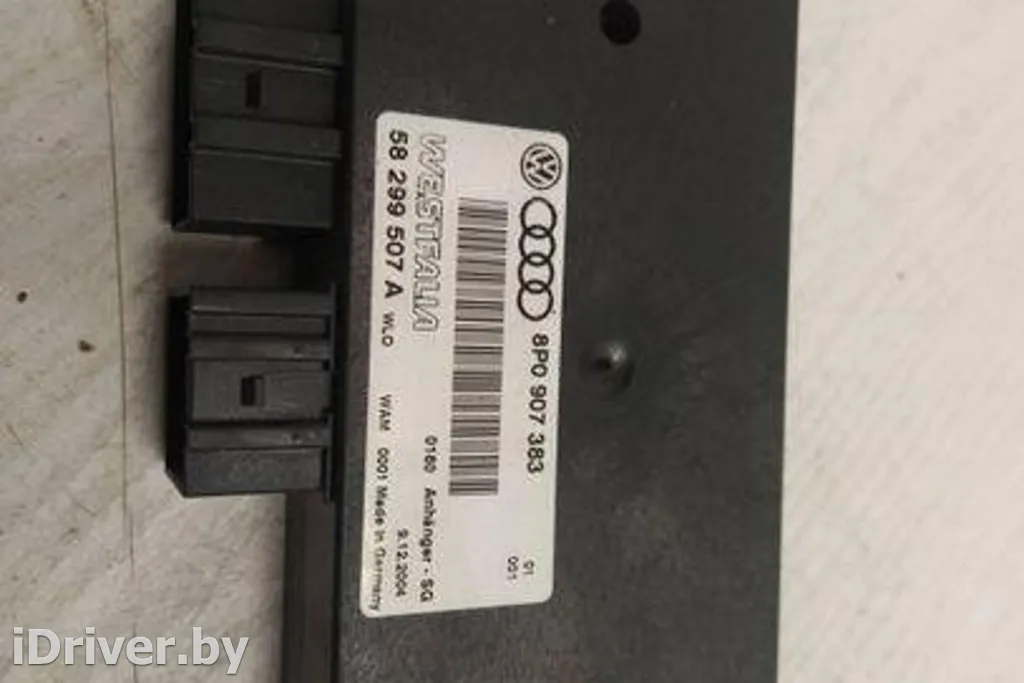 8P0 907 383
01
001
0160 Anhänger - SG
WESTFALIA
9.12.2004
58 299 507 A WLO WAM 0001 Made in Germany
iDriver.by